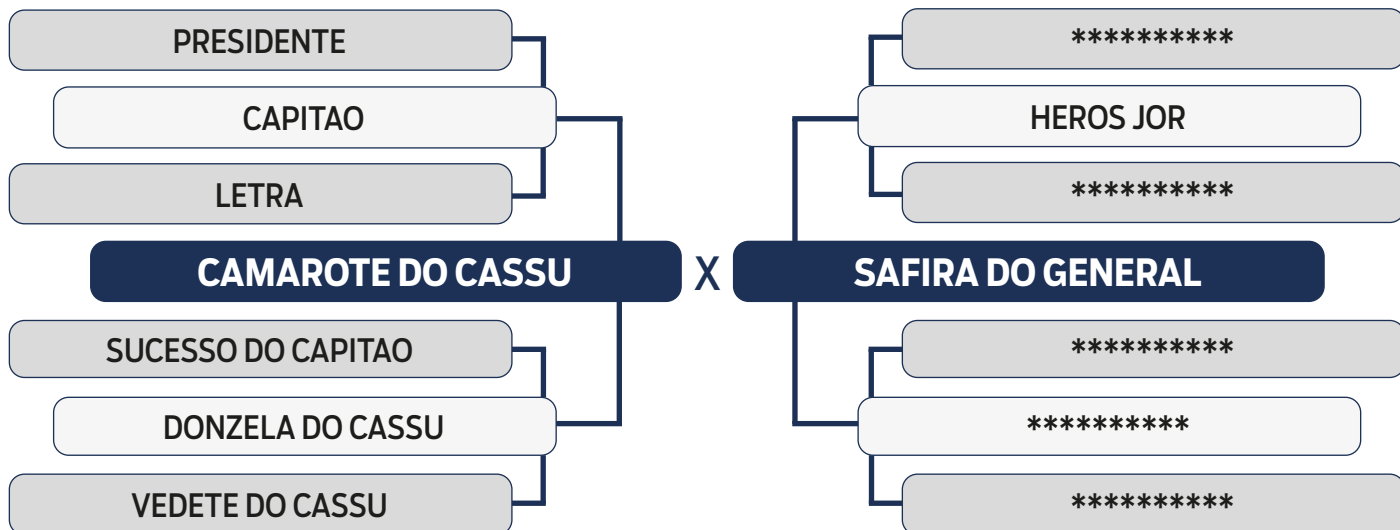 PRESIDENTE
**********
CAPITAO
HEROS JOR
LETRA
**********
CAMAROTE DO CASSU X SAFIRA DO GENERAL
SUCESSO DO CAPITAO
**********
DONZELA DO CASSU
**********
VEDETE DO CASSU
**********